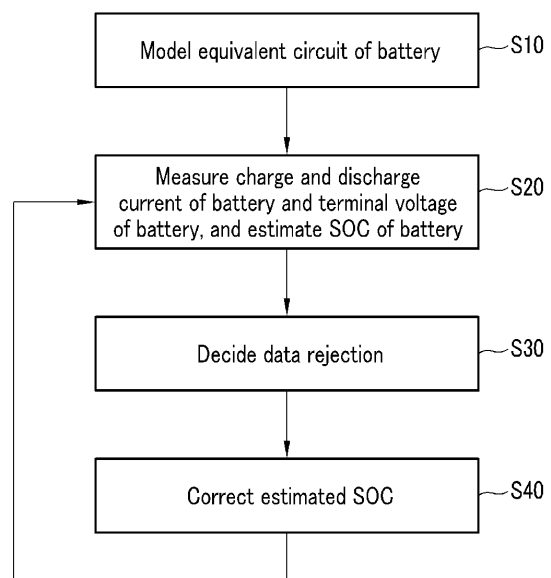 Model equivalent circuit of battery
S10
Measure charge and discharge
current of battery and terminal voltage
of battery, and estimate SOC of battery
S20
Decide data rejection
S30
Correct estimated SOC
S40